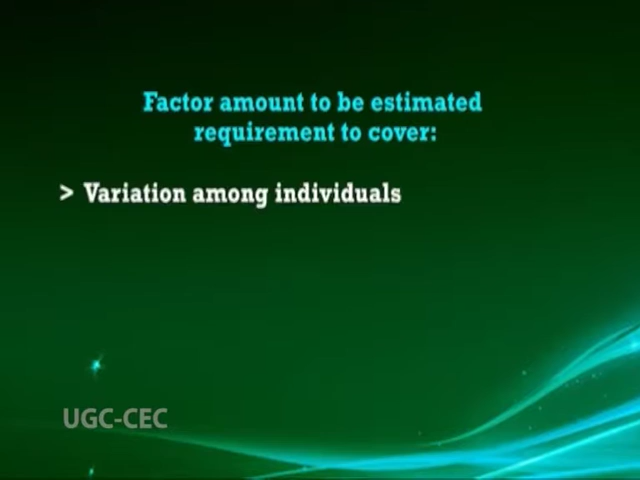 Factor amount to be estimated
requirement to cover:
> Variation among individuals
UGC-CEC